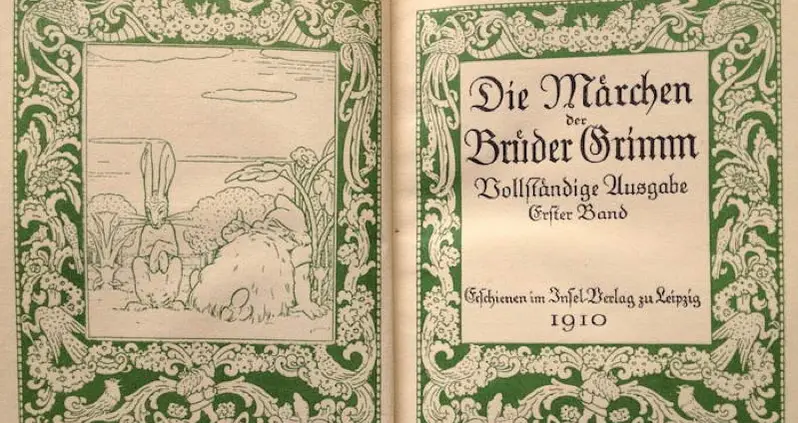 Die Märchen
der
Brüder Grimm
Vollständige Ausgabe
Erster Band
Erschienen im Insel-Verlag zu Leipzig
1910